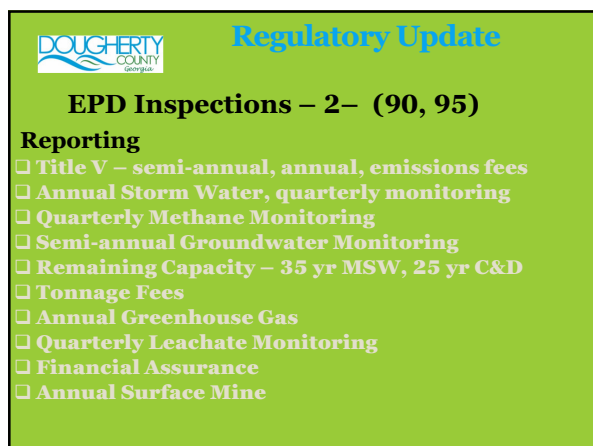 DOUGHERTY
COUNTY
Georgia
Regulatory Update
EPD Inspections – 2– (90, 95)
Reporting
❑ Title V – semi-annual, annual, emissions fees
❑ Annual Storm Water, quarterly monitoring
❑ Quarterly Methane Monitoring
❑ Semi-annual Groundwater Monitoring
❑ Remaining Capacity – 35 yr MSW, 25 yr C&D
❑ Tonnage Fees
❑ Annual Greenhouse Gas
❑ Quarterly Leachate Monitoring
❑ Financial Assurance
❑ Annual Surface Mine